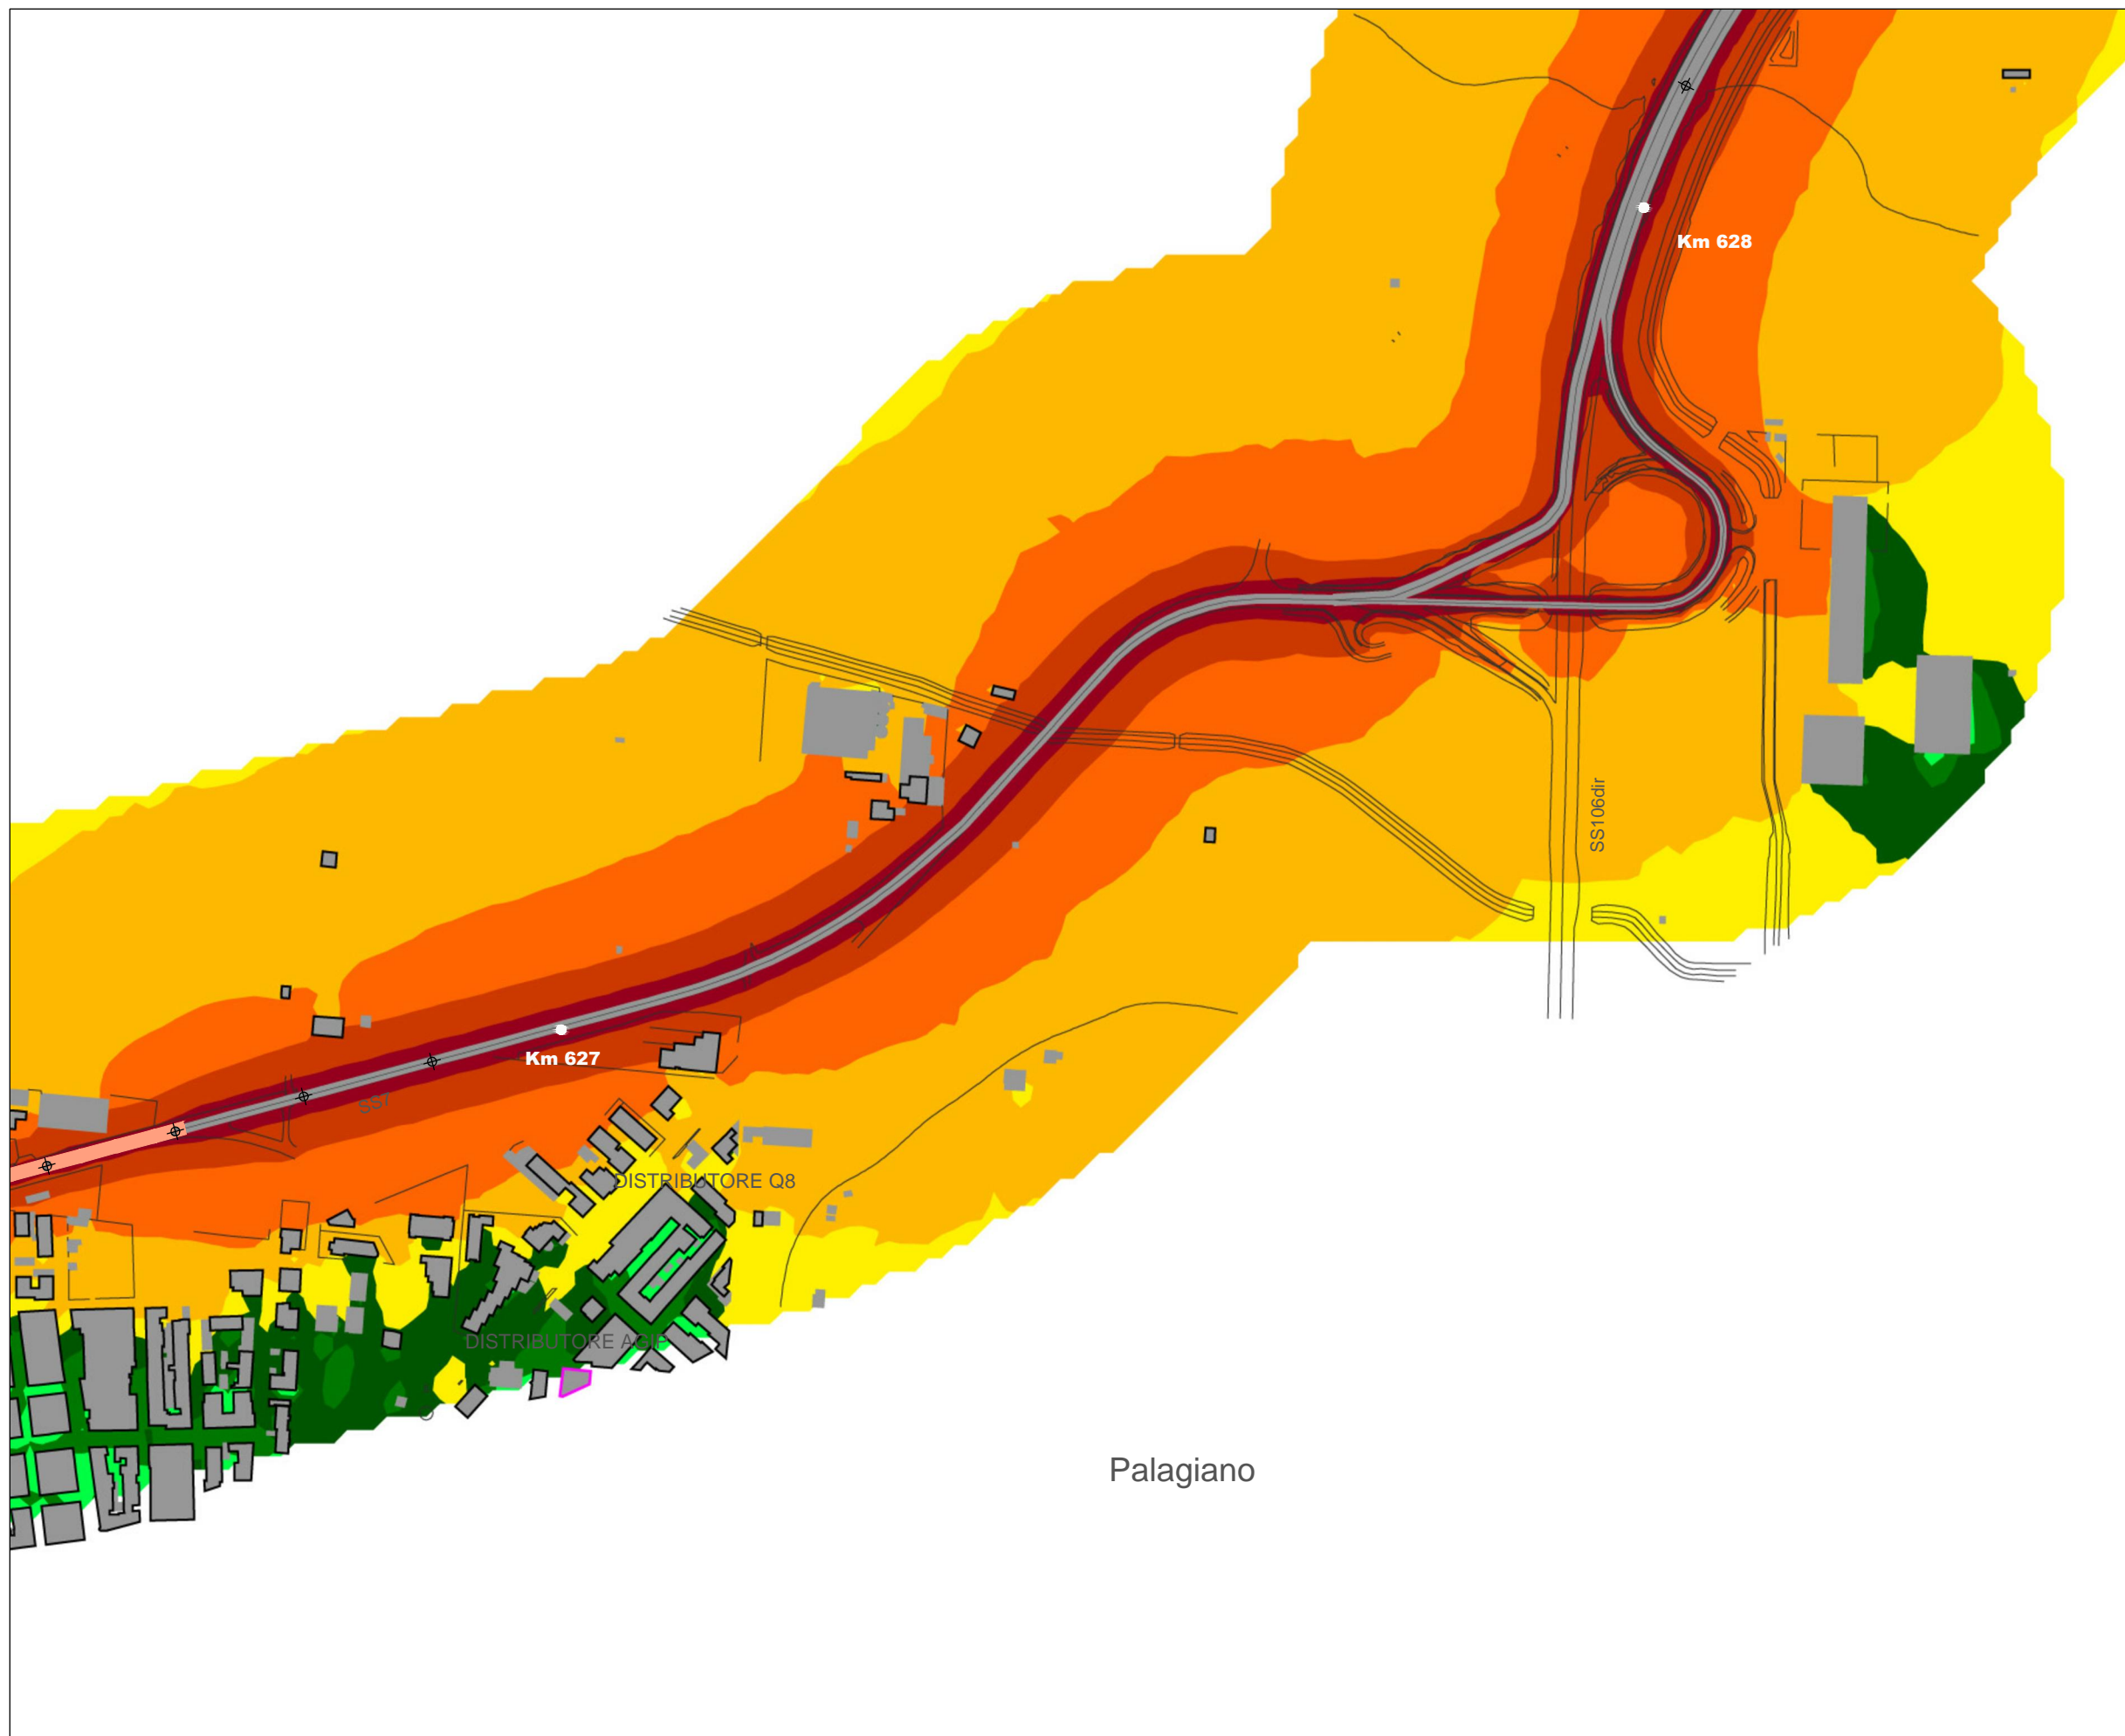 Km 628
SS106dir
Km 627
SS7
DISTRIBUTORE Q8
DISTRIBUTORE AGIP
Palagiano